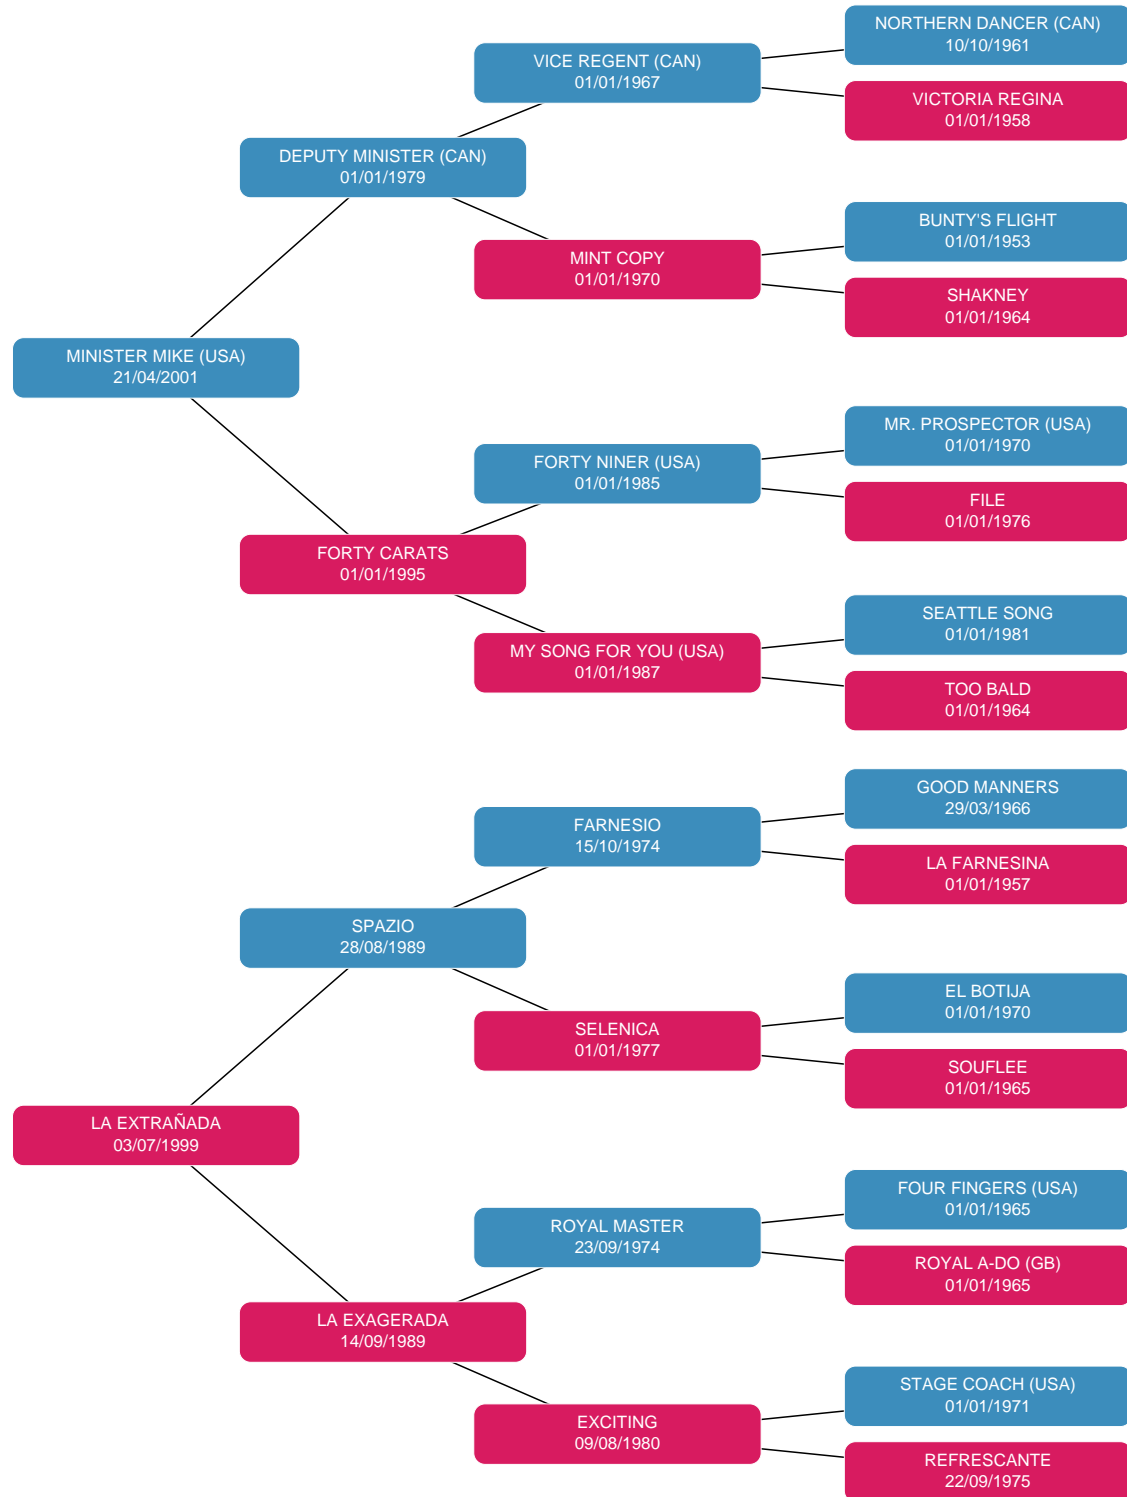 NORTHERN DANCER (CAN)
10/10/1961
VICE REGENT (CAN)
01/01/1967
VICTORIA REGINA
01/01/1958
DEPUTY MINISTER (CAN)
01/01/1979
BUNTY'S FLIGHT
01/01/1953
MINT COPY
01/01/1970
SHAKNEY
01/01/1964
MINISTER MIKE (USA)
21/04/2001
MR. PROSPECTOR (USA)
01/01/1970
FORTY NINER (USA)
01/01/1985
FILE
01/01/1976
FORTY CARATS
01/01/1995
SEATTLE SONG
01/01/1981
MY SONG FOR YOU (USA)
01/01/1987
TOO BALD
01/01/1964
GOOD MANNERS
29/03/1966
FARNESIO
15/10/1974
LA FARNESINA
01/01/1957
SPAZIO
28/08/1989
EL BOTIJA
01/01/1970
SELENICA
01/01/1977
SOUFLEE
01/01/1965
LA EXTRAÑADA
03/07/1999
FOUR FINGERS (USA)
01/01/1965
ROYAL MASTER
23/09/1974
ROYAL A-DO (GB)
01/01/1965
LA EXAGERADA
14/09/1989
STAGE COACH (USA)
01/01/1971
EXCITING
09/08/1980
REFRESCANTE
22/09/1975